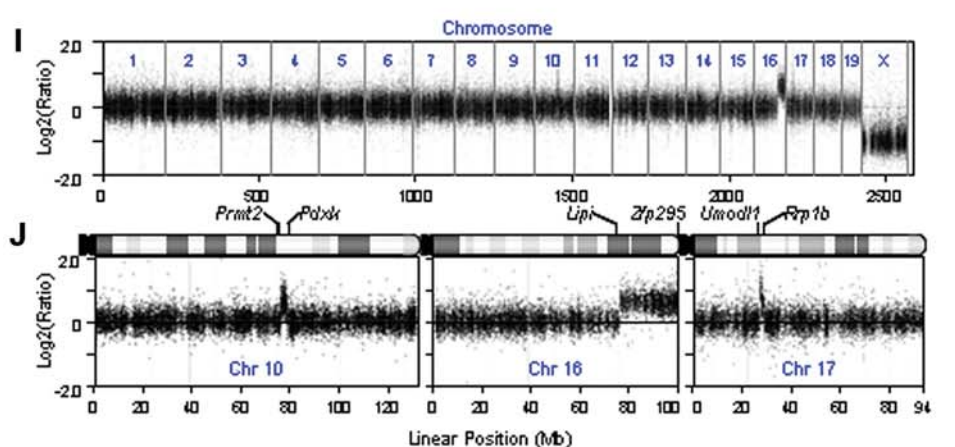 I
Chromosome
2.0
1 2 3 4 5 6 7 8 9 10 11 12 13 14 15 16 17 18 19 X
Log2(Ratio)
0
-2.0
0 500 1000 1500 2000 2500
J
Prmt2 Pdxk Lipi Zfp295 Umodl1 Rrp1b
2.0 
Log2(Ratio)
0
Chr 10 Chr 16 Chr 17
-2.0
0 20 40 60 80 100 120 0 20 40 60 80 100 0 20 40 60 80 94
Linear Position (Mb)